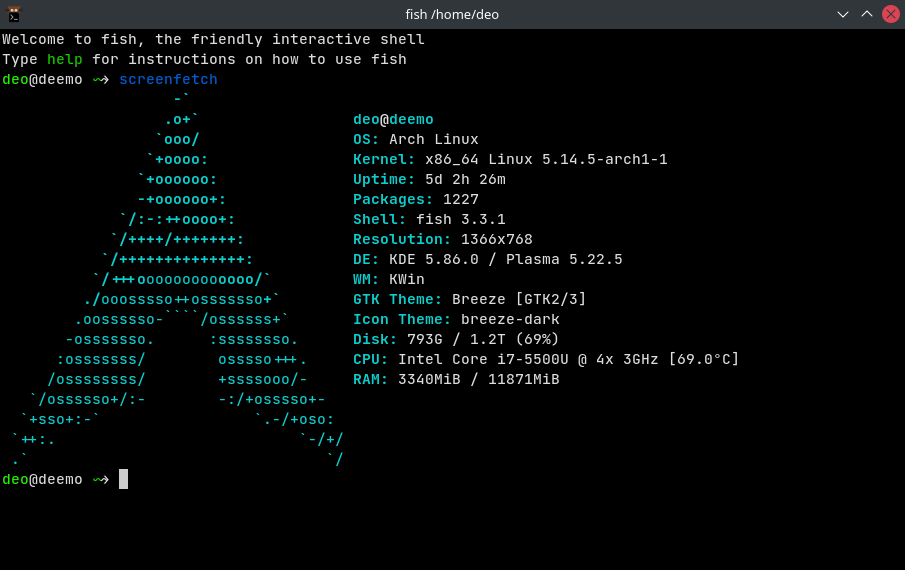 fish /home/deo
Welcome to fish, the friendly interactive shell
Type help for instructions on how to use fish
deo@deemo ⤳ screenfetch
                   -`
                  .o+`                 deo@deemo
                 `ooo/                 OS: Arch Linux
                `+oooo:                Kernel: x86_64 Linux 5.14.5-arch1-1
               `+oooooo:               Uptime: 5d 2h 26m
               -+oooooo+:              Packages: 1227
             `/:-:++oooo+:             Shell: fish 3.3.1
            `/++++/+++++++:            Resolution: 1366x768
           `/++++++++++++++:           DE: KDE 5.86.0 / Plasma 5.22.5
          `/+++ooooooooooooo/`         WM: KWin
         ./ooosssso++osssssso+`        GTK Theme: Breeze [GTK2/3]
        .oossssso-````/ossssss+`       Icon Theme: breeze-dark
       -osssssso.      :ssssssso.      Disk: 793G / 1.2T (69%)
      :osssssss/        osssso+++.     CPU: Intel Core i7-5500U @ 4x 3GHz [69.0°C]
     /ossssssss/        +ssssooo/-     RAM: 3340MiB / 11871MiB
   `/ossssso+/:-        -:/+osssso+-
  `+sso+:-`                 `.-/+oso:
 `++:.                           `-/+/
 .`                                 `/
deo@deemo ⤳